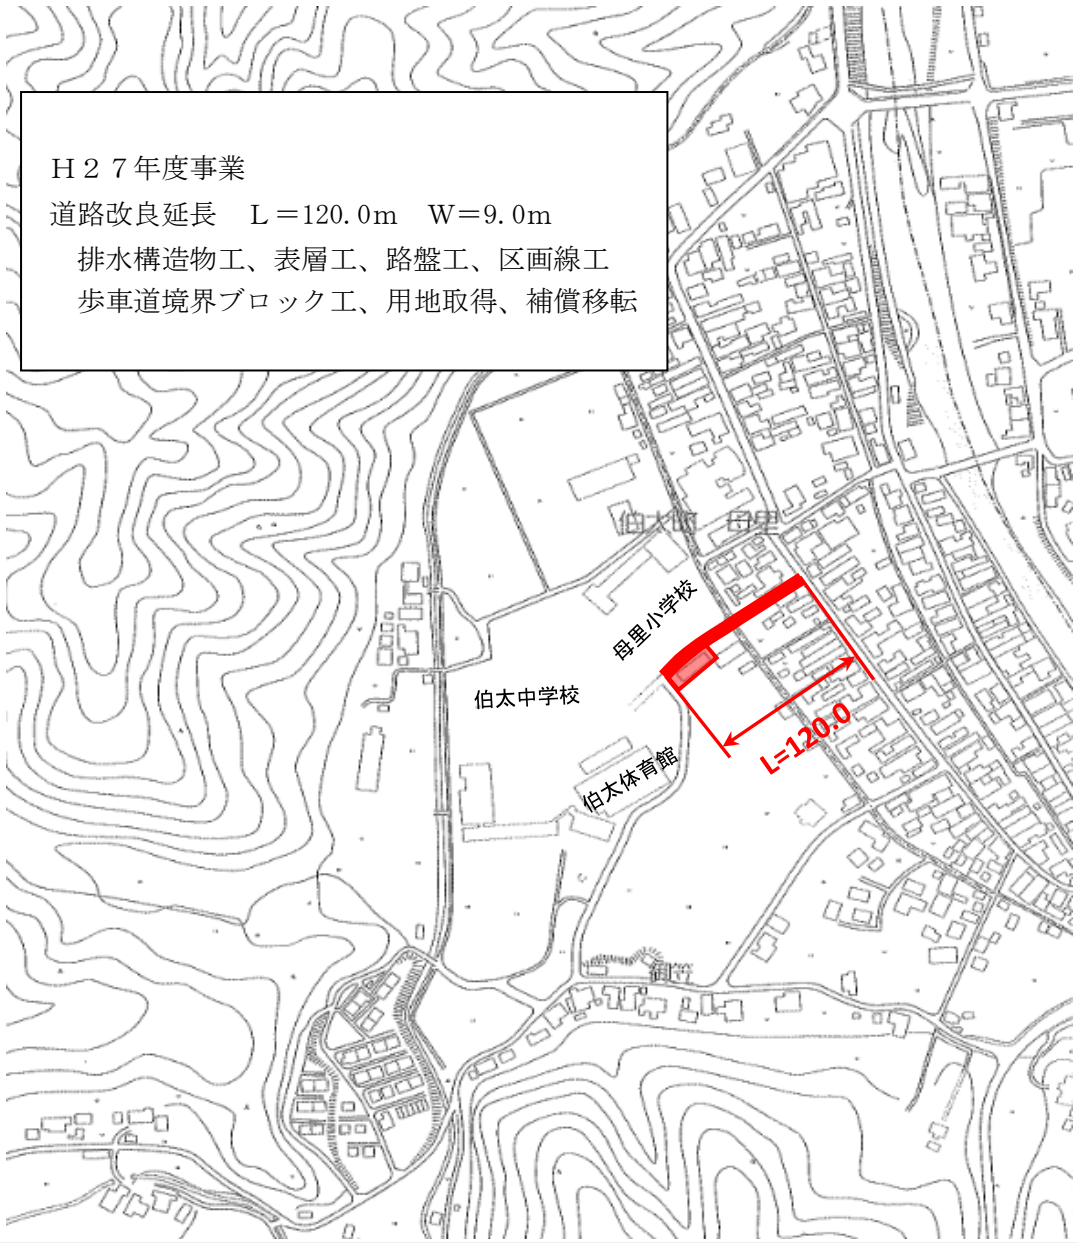 Ｈ２７年度事業
道路改良延長　Ｌ＝120.0ｍ　Ｗ＝9.0ｍ
排水構造物工、表層工、路盤工、区画線工
歩車道境界ブロック工、用地取得、補償移転
伯太町　母里
母里小学校
伯太中学校
L=120.0
伯太体育館